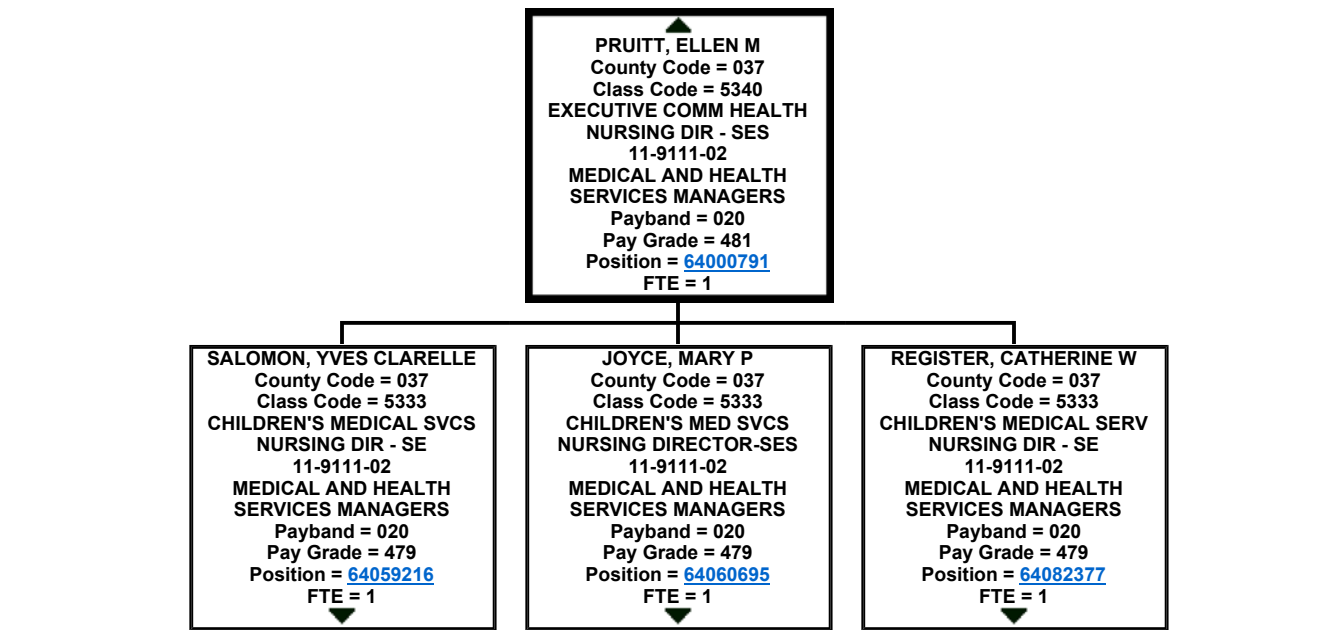 PRUITT, ELLEN M
County Code = 037
Class Code = 5340
EXECUTIVE COMM HEALTH
NURSING DIR - SES
11-9111-02
MEDICAL AND HEALTH
SERVICES MANAGERS
Payband = 020
Pay Grade = 481
Position = 64000791
FTE = 1
SALOMON, YVES CLARELLE
County Code = 037
Class Code = 5333
CHILDREN'S MEDICAL SVCS
NURSING DIR - SE
11-9111-02
MEDICAL AND HEALTH
SERVICES MANAGERS
Payband = 020
Pay Grade = 479
Position = 64059216
FTE = 1
JOYCE, MARY P
County Code = 037
Class Code = 5333
CHILDREN'S MED SVCS
NURSING DIRECTOR-SES
11-9111-02
MEDICAL AND HEALTH
SERVICES MANAGERS
Payband = 020
Pay Grade = 479
Position = 64060695
FTE = 1
REGISTER, CATHERINE W
County Code = 037
Class Code = 5333
CHILDREN'S MEDICAL SERV
NURSING DIR - SE
11-9111-02
MEDICAL AND HEALTH
SERVICES MANAGERS
Payband = 020
Pay Grade = 479
Position = 64082377
FTE = 1